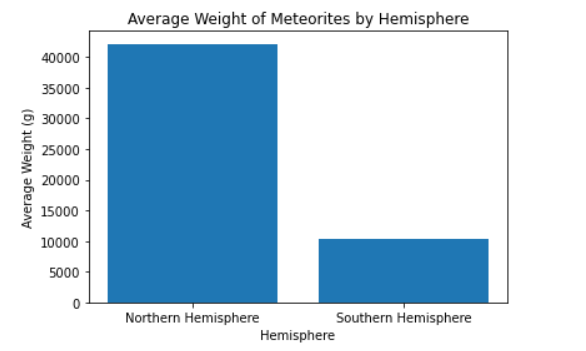 Average Weight of Meteorites by Hemisphere
Average Weight (g)
40000
35000
30000
25000
20000
15000
10000
5000
0
Northern Hemisphere Southern Hemisphere
Hemisphere